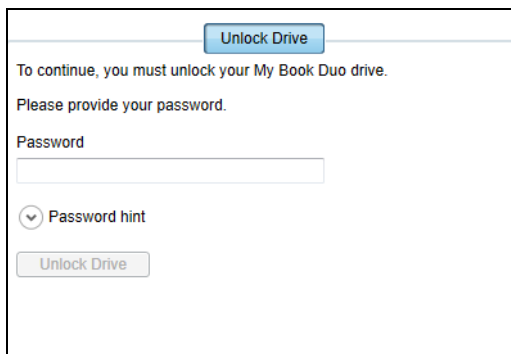 Unlock Drive
To continue, you must unlock your My Book Duo drive.
Please provide your password.
Password
Password hint
Unlock Drive